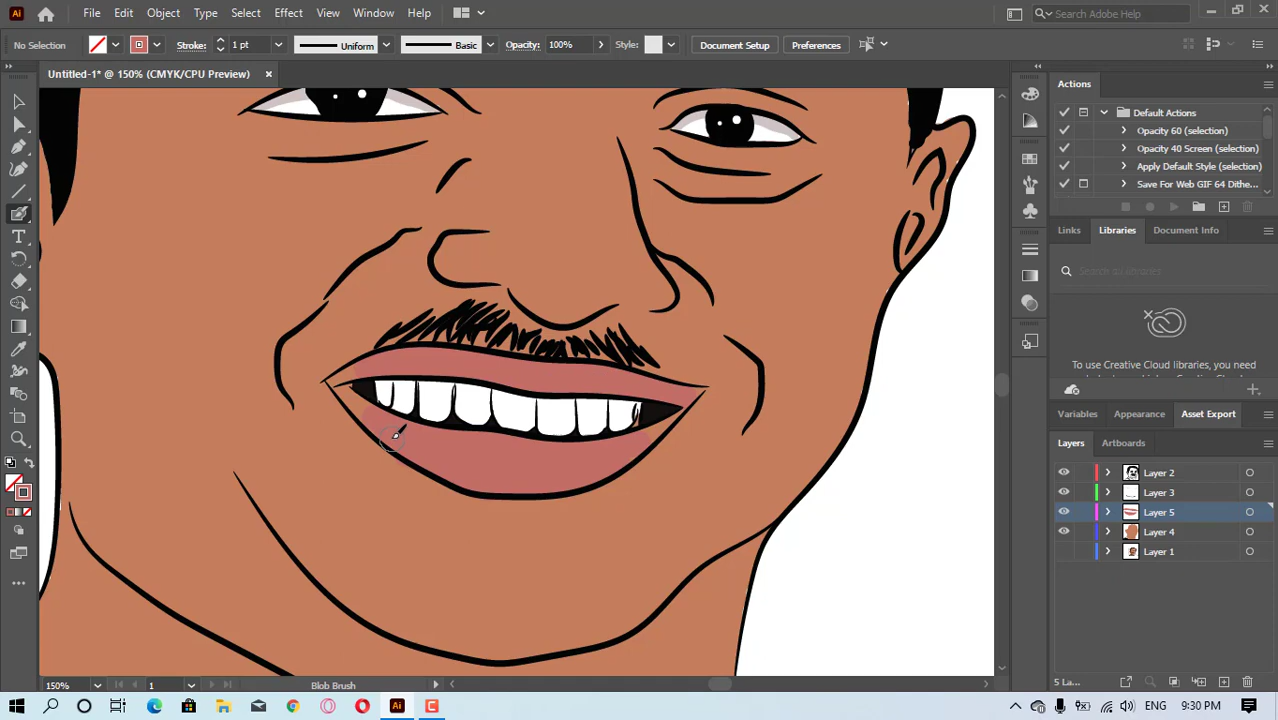 Ai File Edit Object Type Select Effect View Window Help Search Adobe Help
No Selection Stroke: 1 pt Uniform Basic Opacity: 100% Style: Document Setup Preferences
Untitled-1* @ 150% (CMYK/CPU Preview)
Actions
Default Actions
Opacity 60 (selection)
Opacity 40 Screen (selection)
Apply Default Style (selection)
Save For Web GIF 64 Dithe...
Links Libraries Document Info
Search all libraries
To use Creative Cloud libraries, you need
Variables Appearance Asset Export
Layers Artboards
Layer 2
Layer 3
Layer 5
Layer 4
Layer 1
150% 1 Blob Brush 5 La...
Ai ENG 9:30 PM